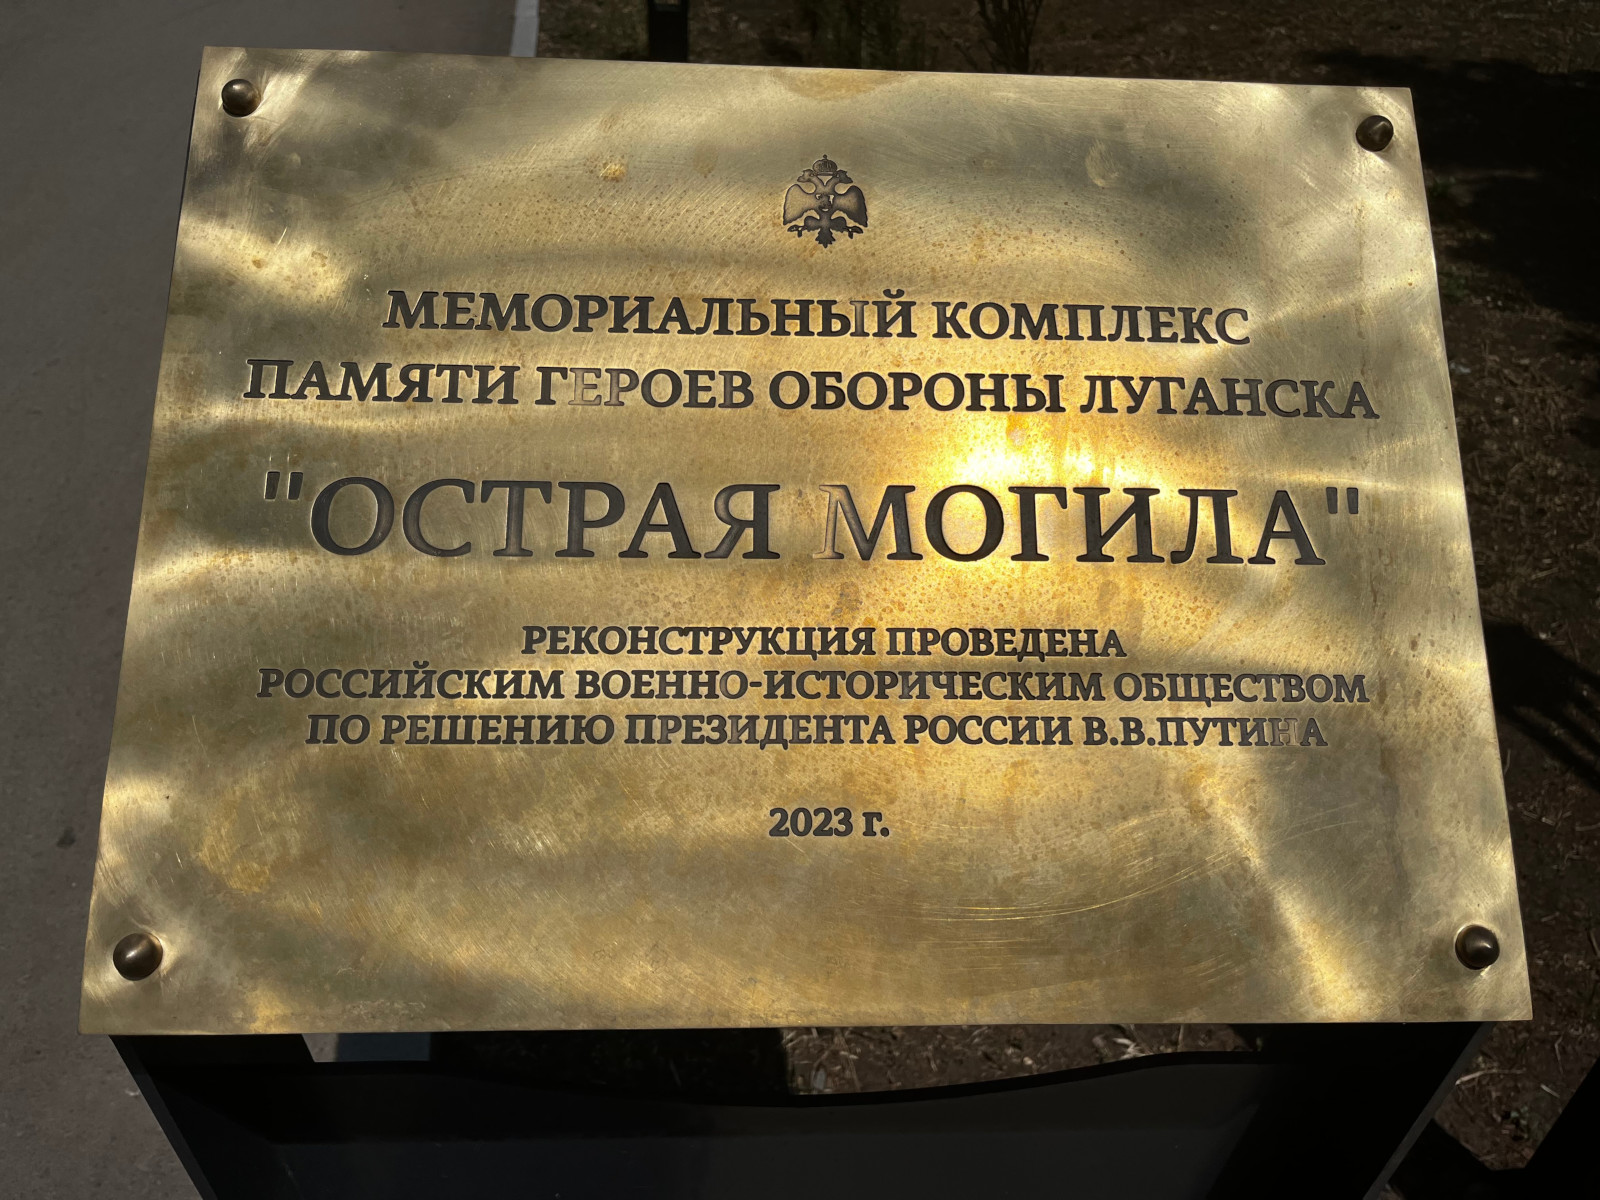 МЕМОРИАЛЬНЫЙ КОМПЛЕКС
ПАМЯТИ ГЕРОЕВ ОБОРОНЫ ЛУГАНСКА
"ОСТРАЯ МОГИЛА"
РЕКОНСТРУКЦИЯ ПРОВЕДЕНА
РОССИЙСКИМ ВОЕННО-ИСТОРИЧЕСКИМ ОБЩЕСТВОМ
ПО РЕШЕНИЮ ПРЕЗИДЕНТА РОССИИ В.В.ПУТИНА
2023 г.